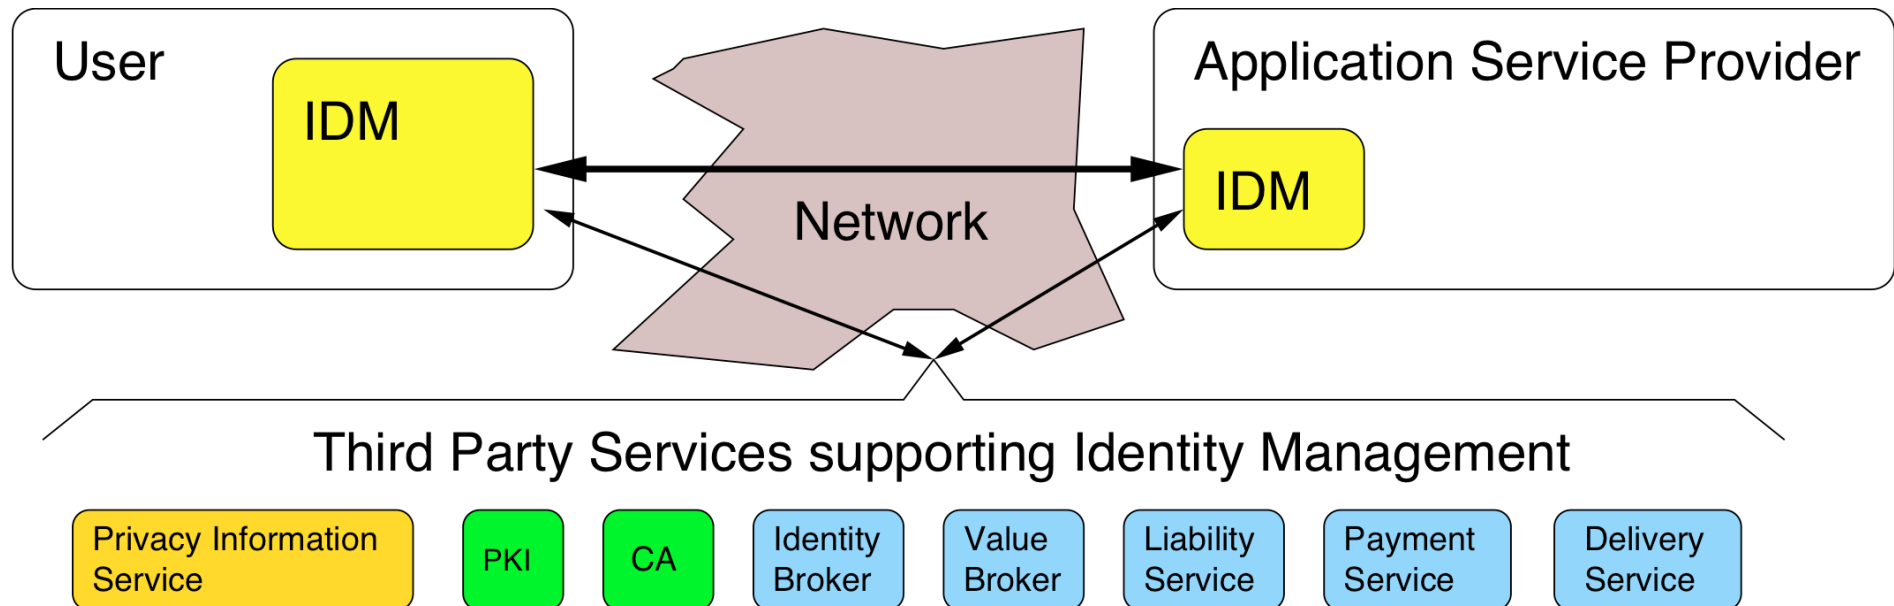 User
IDM
Application Service Provider
IDM
Network
Third Party Services supporting Identity Management
Privacy Information
Service
PKI
CA
Identity
Broker
Value
Broker
Liability
Service
Payment
Service
Delivery
Service